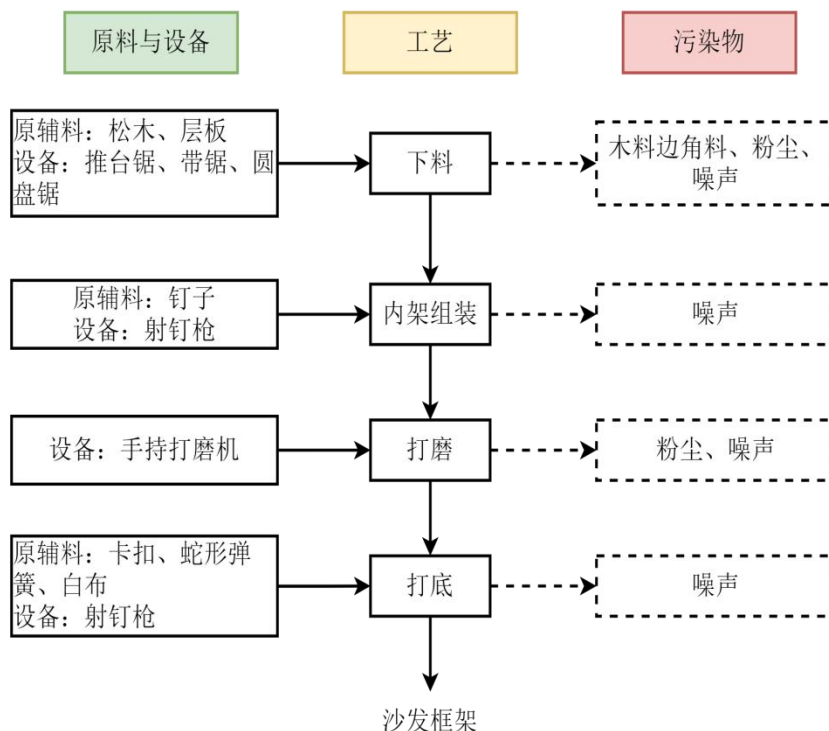 原料与设备
工艺
污染物
原辅料：松木、层板
设备：推台锯、带锯、圆
盘锯
下料
木料边角料、粉尘、
噪声
原辅料：钉子
设备：射钉枪
内架组装
噪声
设备：手持打磨机
打磨
粉尘、噪声
原辅料：卡扣、蛇形弹
簧、白布
设备：射钉枪
打底
噪声
沙发框架